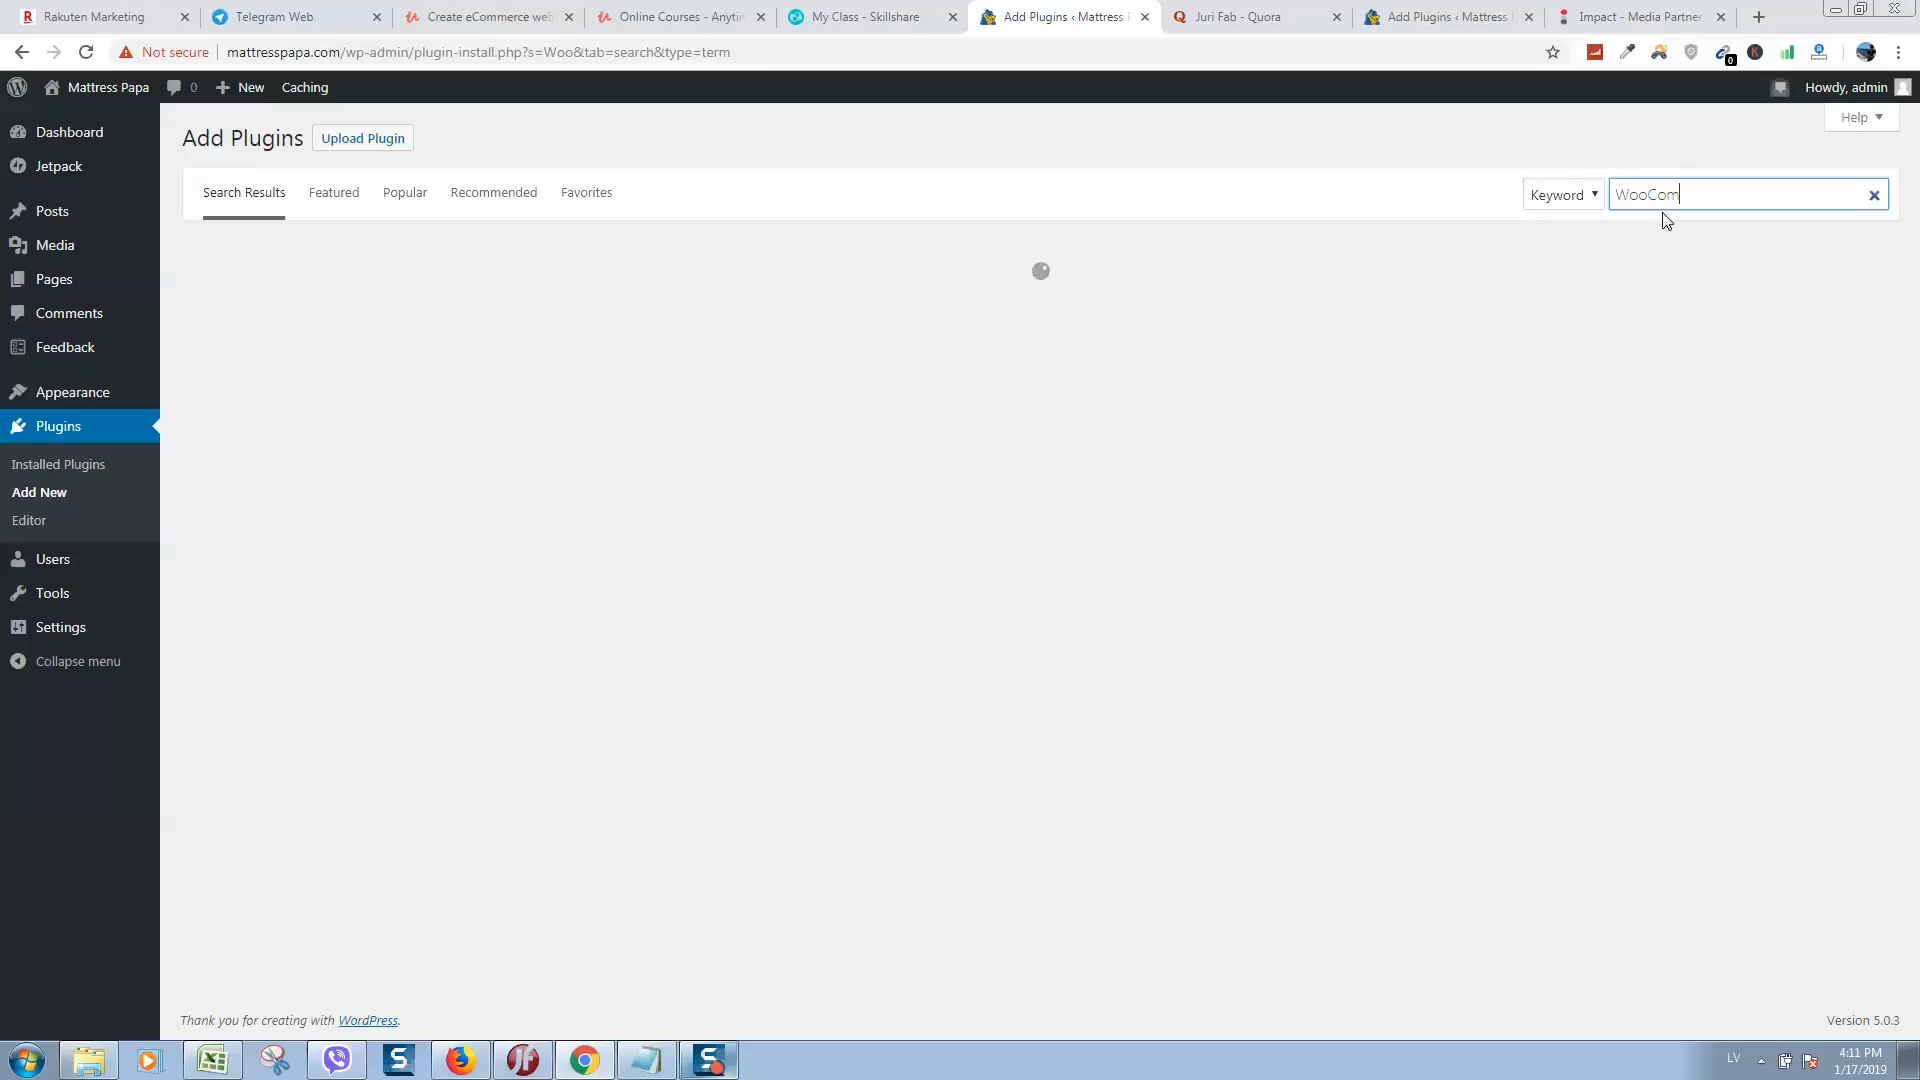 Rakuten Marketing
Telegram Web
Create eCommerce web
Online Courses - Anytim
My Class - Skillshare
Add Plugins ‹ Mattress P
Juri Fab - Quora
Add Plugins ‹ Mattress
Impact - Media Partner
Not secure
mattresspapa.com/wp-admin/plugin-install.php?s=Woo&tab=search&type=term
0
Mattress Papa
0
New
Caching
Howdy, admin
Help
Dashboard
Jetpack
Posts
Media
Pages
Comments
Feedback
Appearance
Plugins
Installed Plugins
Add New
Editor
Users
Tools
Settings
Collapse menu
Add Plugins
Upload Plugin
Search Results
Featured
Popular
Recommended
Favorites
Keyword
WooCom
Thank you for creating with WordPress.
Version 5.0.3
LV
4:11 PM
1/17/2019